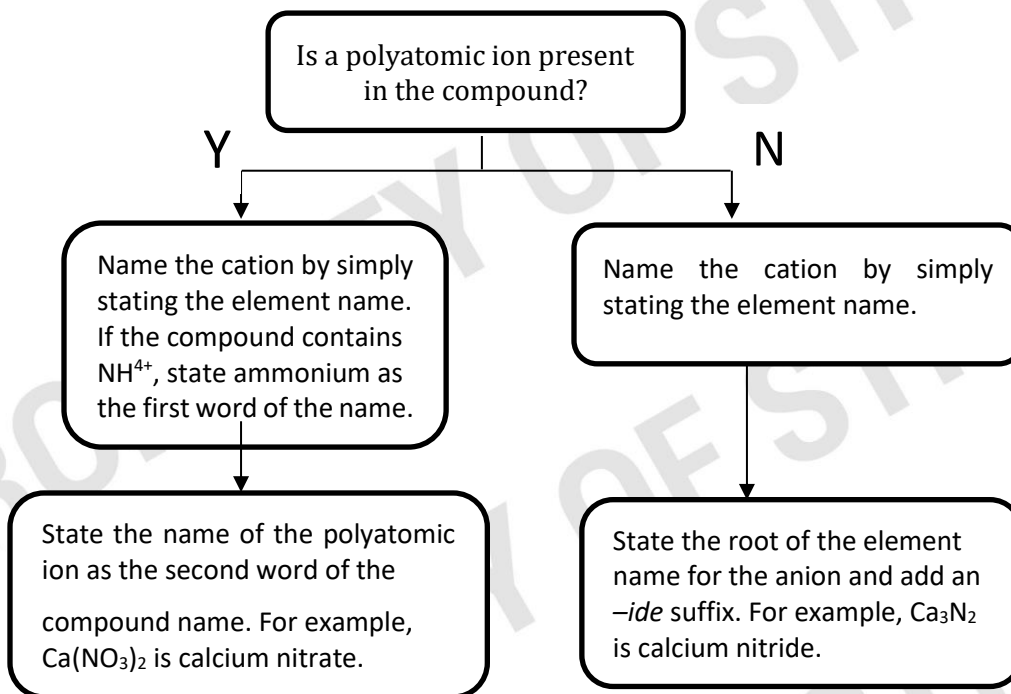 Is a polyatomic ion present
in the compound?
Y
N
Name the cation by simply
stating the element name.
If the compound contains
NH⁴⁺, state ammonium as
the first word of the name.
Name the cation by simply
stating the element name.
State the name of the polyatomic
ion as the second word of the
compound name. For example,
Ca(NO₃)₂ is calcium nitrate.
State the root of the element
name for the anion and add an
–ide suffix. For example, Ca₃N₂
is calcium nitride.